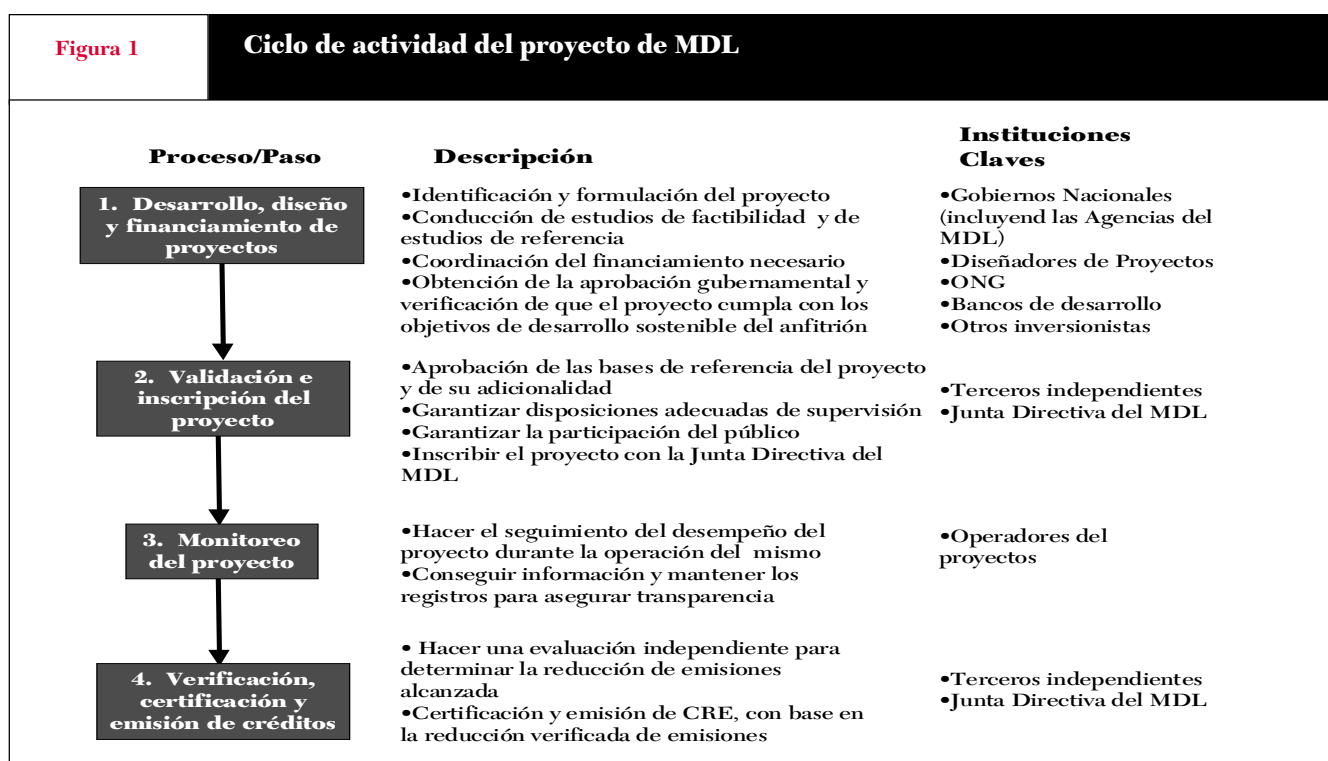 Figura 1
Ciclo de actividad del proyecto de MDL
Proceso/Paso
Descripción
Instituciones
Claves
1. Desarrollo, diseño
y financiamiento de
proyectos
•Identificación y formulación del proyecto
•Conducción de estudios de factibilidad y de
estudios de referencia
•Coordinación del financiamiento necesario
•Obtención de la aprobación gubernamental y
verificación de que el proyecto cumpla con los
objetivos de desarrollo sostenible del anfitrión
•Gobiernos Nacionales
(incluyend las Agencias del
MDL)
•Diseñadores de Proyectos
•ONG
•Bancos de desarrollo
•Otros inversionistas
2. Validación e
inscripción del
proyecto
•Aprobación de las bases de referencia del proyecto
y de su adicionalidad
•Garantizar disposiciones adecuadas de supervisión
•Garantizar la participación del público
•Inscribir el proyecto con la Junta Directiva del
MDL
•Terceros independientes
•Junta Directiva del MDL
3. Monitoreo
del proyecto
•Hacer el seguimiento del desempeño del
proyecto durante la operación del mismo
•Conseguir información y mantener los
registros para asegurar transparencia
•Operadores del
proyectos
4. Verificación,
certificación y
emisión de créditos
• Hacer una evaluación independiente para
determinar la reducción de emisiones
alcanzada
•Certificación y emisión de CRE, con base en
la reducción verificada de emisiones
•Terceros independientes
•Junta Directiva del MDL